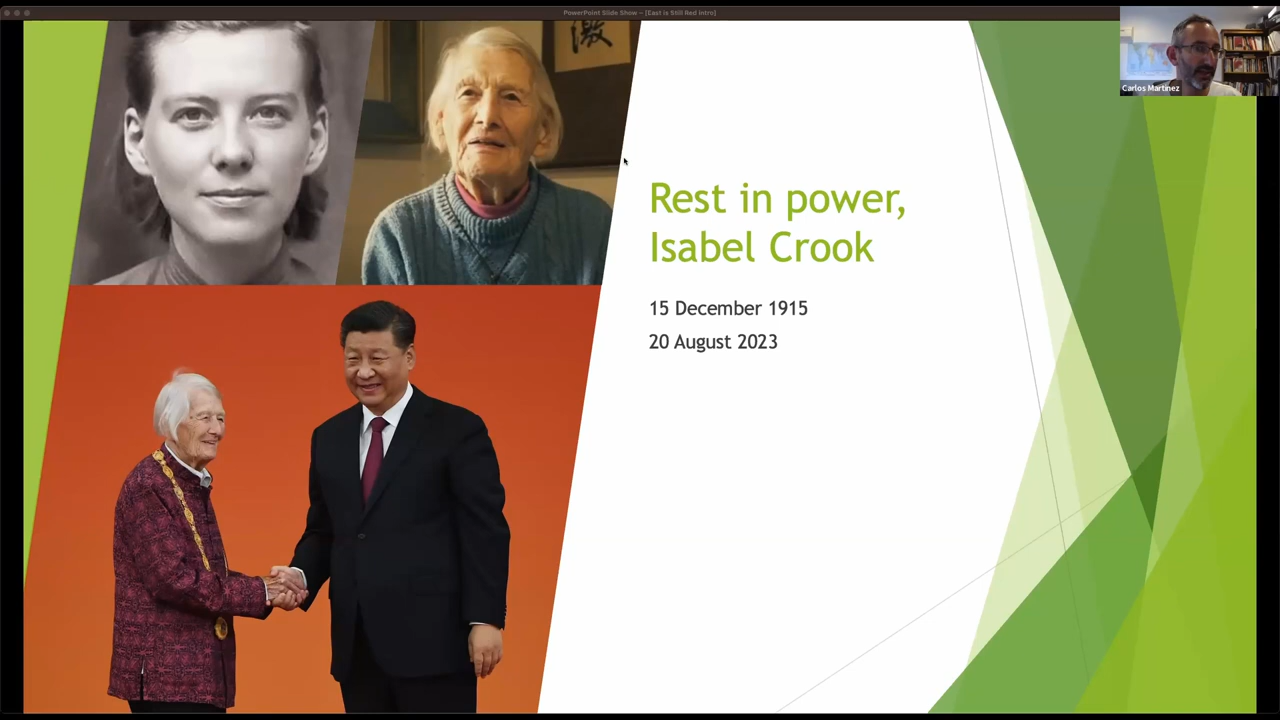 PowerPoint Slide Show - [East is Still Red Intro]
激
Carlos Martinez
Rest in power,
Isabel Crook
15 December 1915
20 August 2023